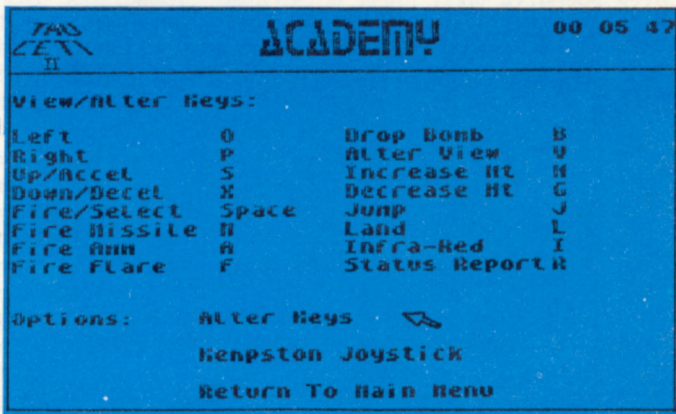 TAU CETI II
ACADEMY
00 05 47
View/Alter Keys:
Left O Drop Bomb B
Right P Alter View V
Up/Accel S Increase Ht H
Down/Decel X Decrease Ht G
Fire/Select Space Jump J
Fire Missile M Land L
Fire AMM A Infra-Red I
Fire Flare F Status Report R
Options: Alter Keys
Kempston Joystick
Return To Main Menu